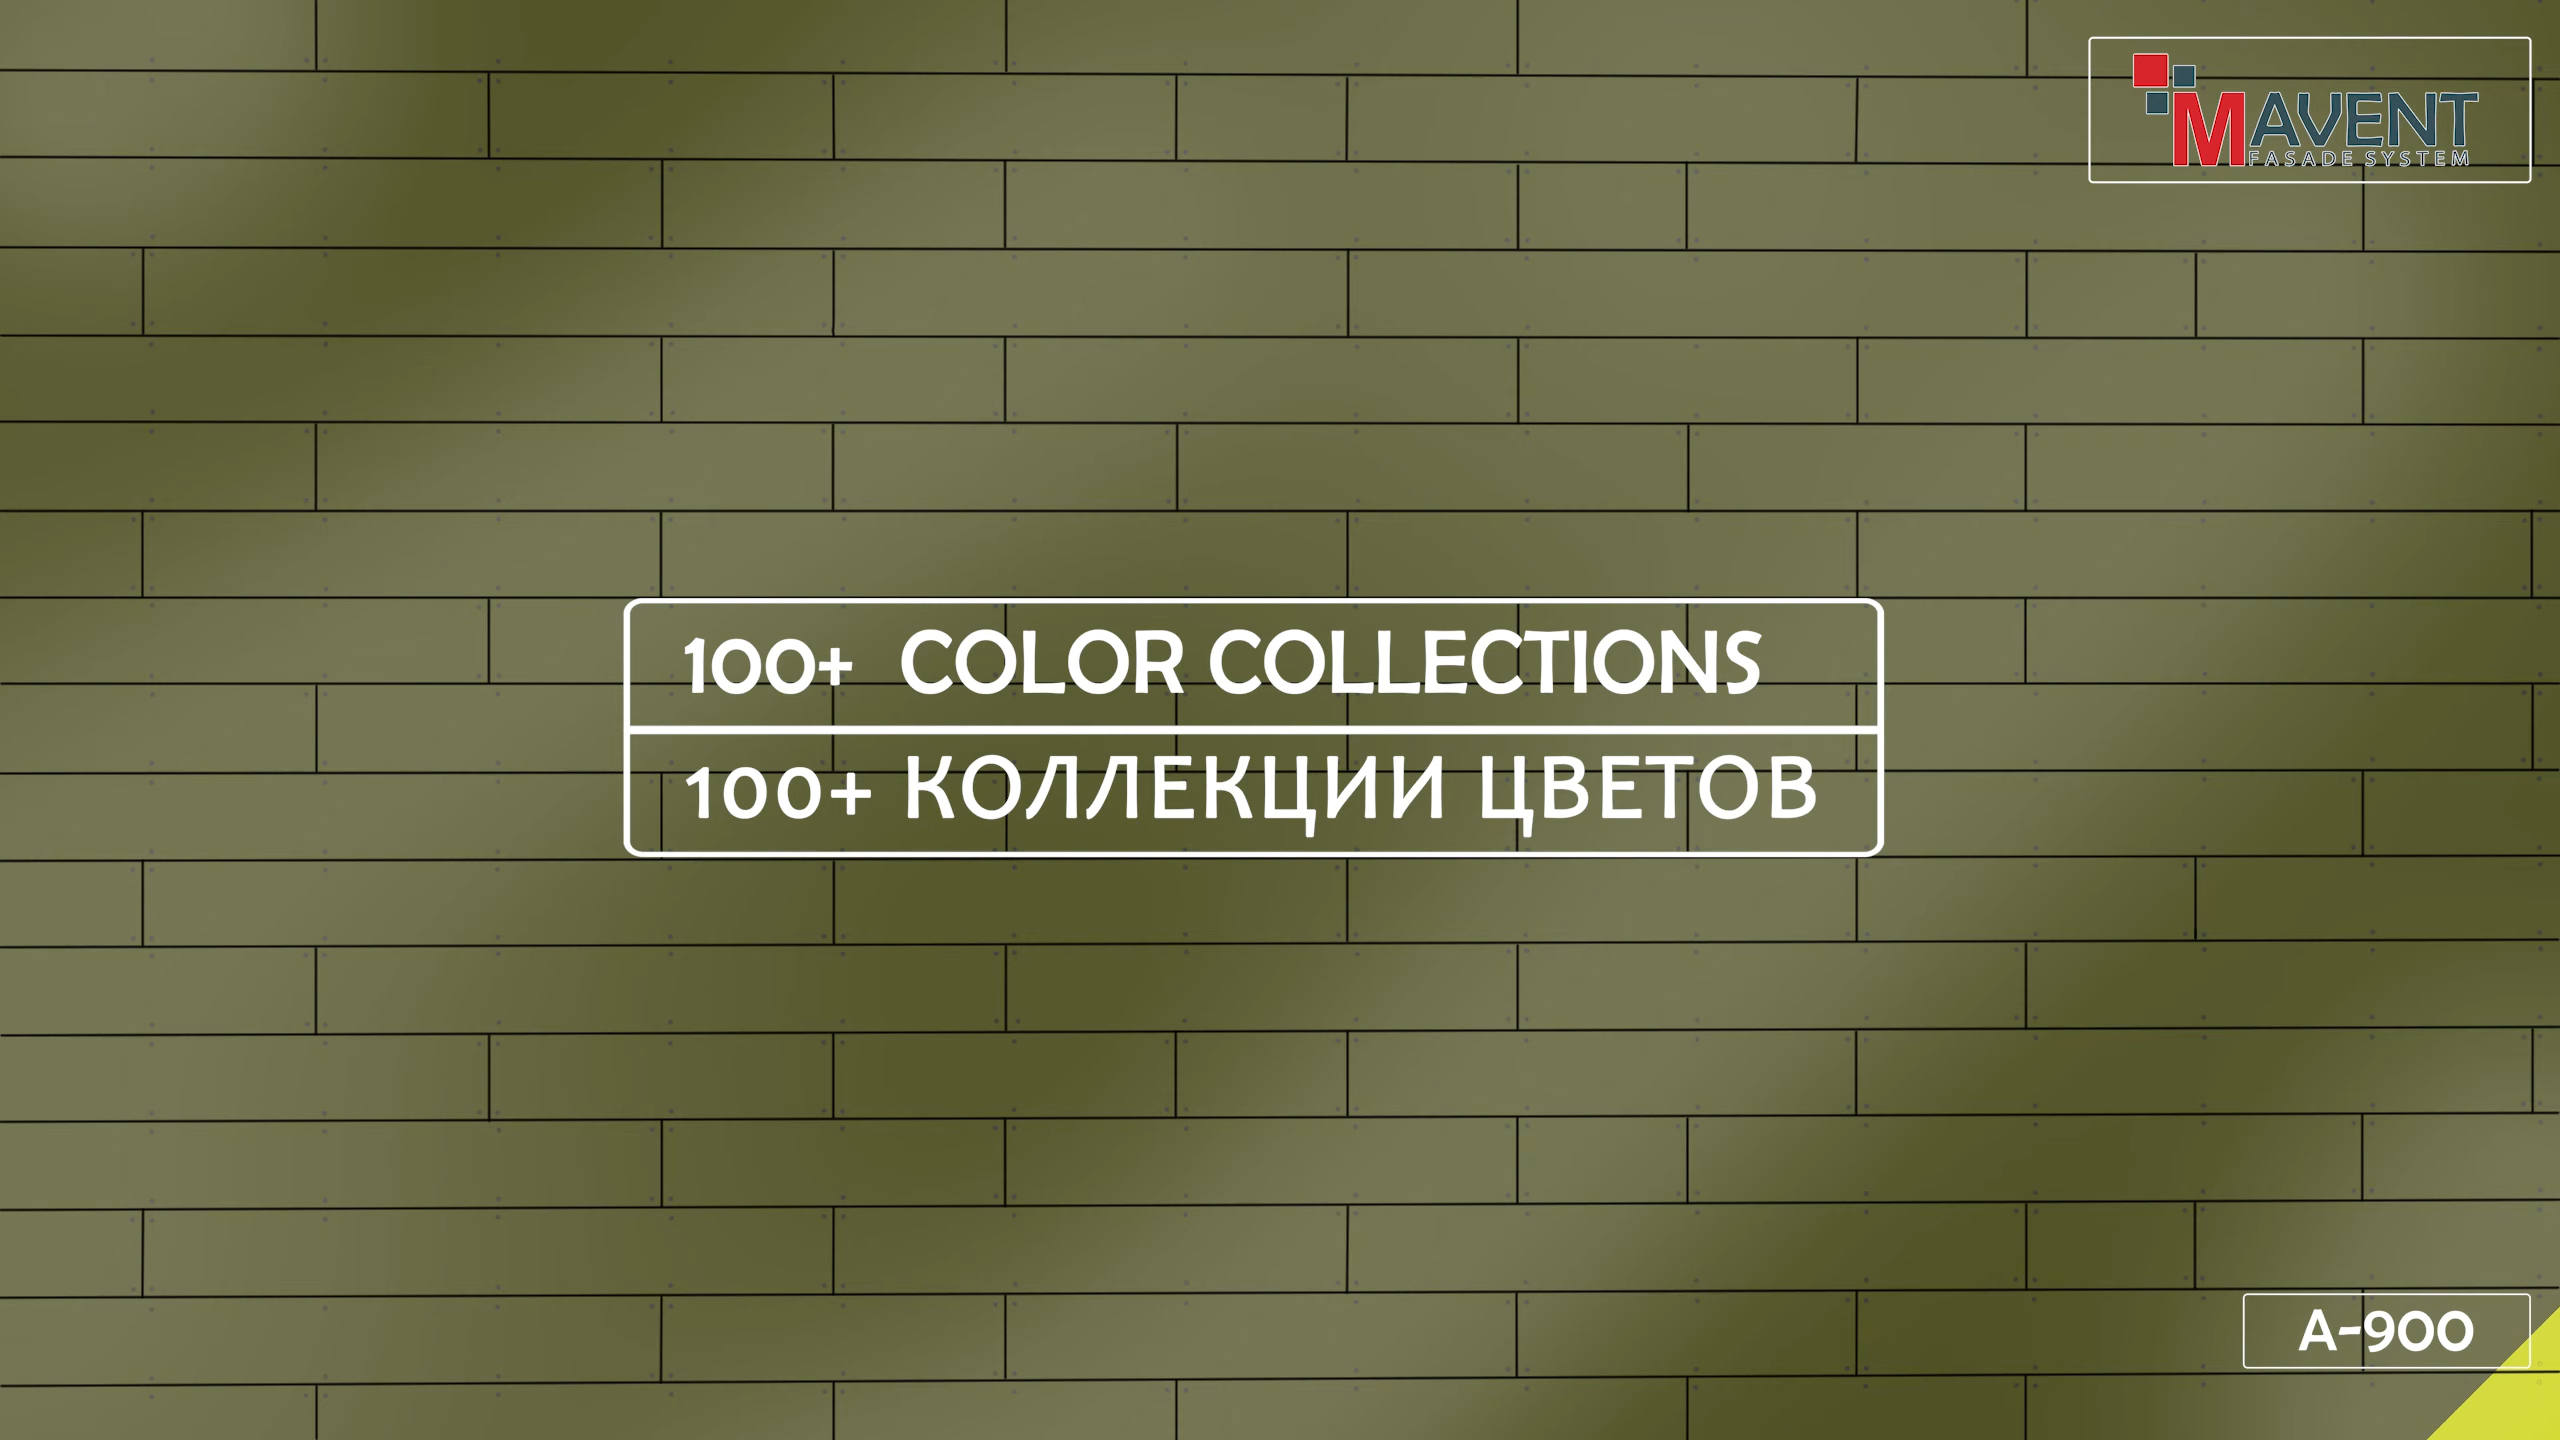 MAVENT
FASADE SYSTEM
100+ COLOR COLLECTIONS
100+ КОЛЛЕКЦИИ ЦВЕТОВ
A-900